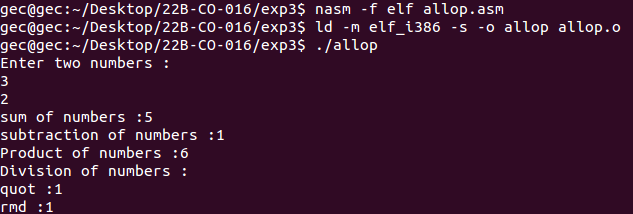 gec@gec:~/Desktop/22B-CO-016/exp3$ nasm -f elf allop.asm
gec@gec:~/Desktop/22B-CO-016/exp3$ ld -m elf_i386 -s -o allop allop.o
gec@gec:~/Desktop/22B-CO-016/exp3$ ./allop
Enter two numbers :
3
2
sum of numbers :5
subtraction of numbers :1
Product of numbers :6
Division of numbers :
quot :1
rmd :1